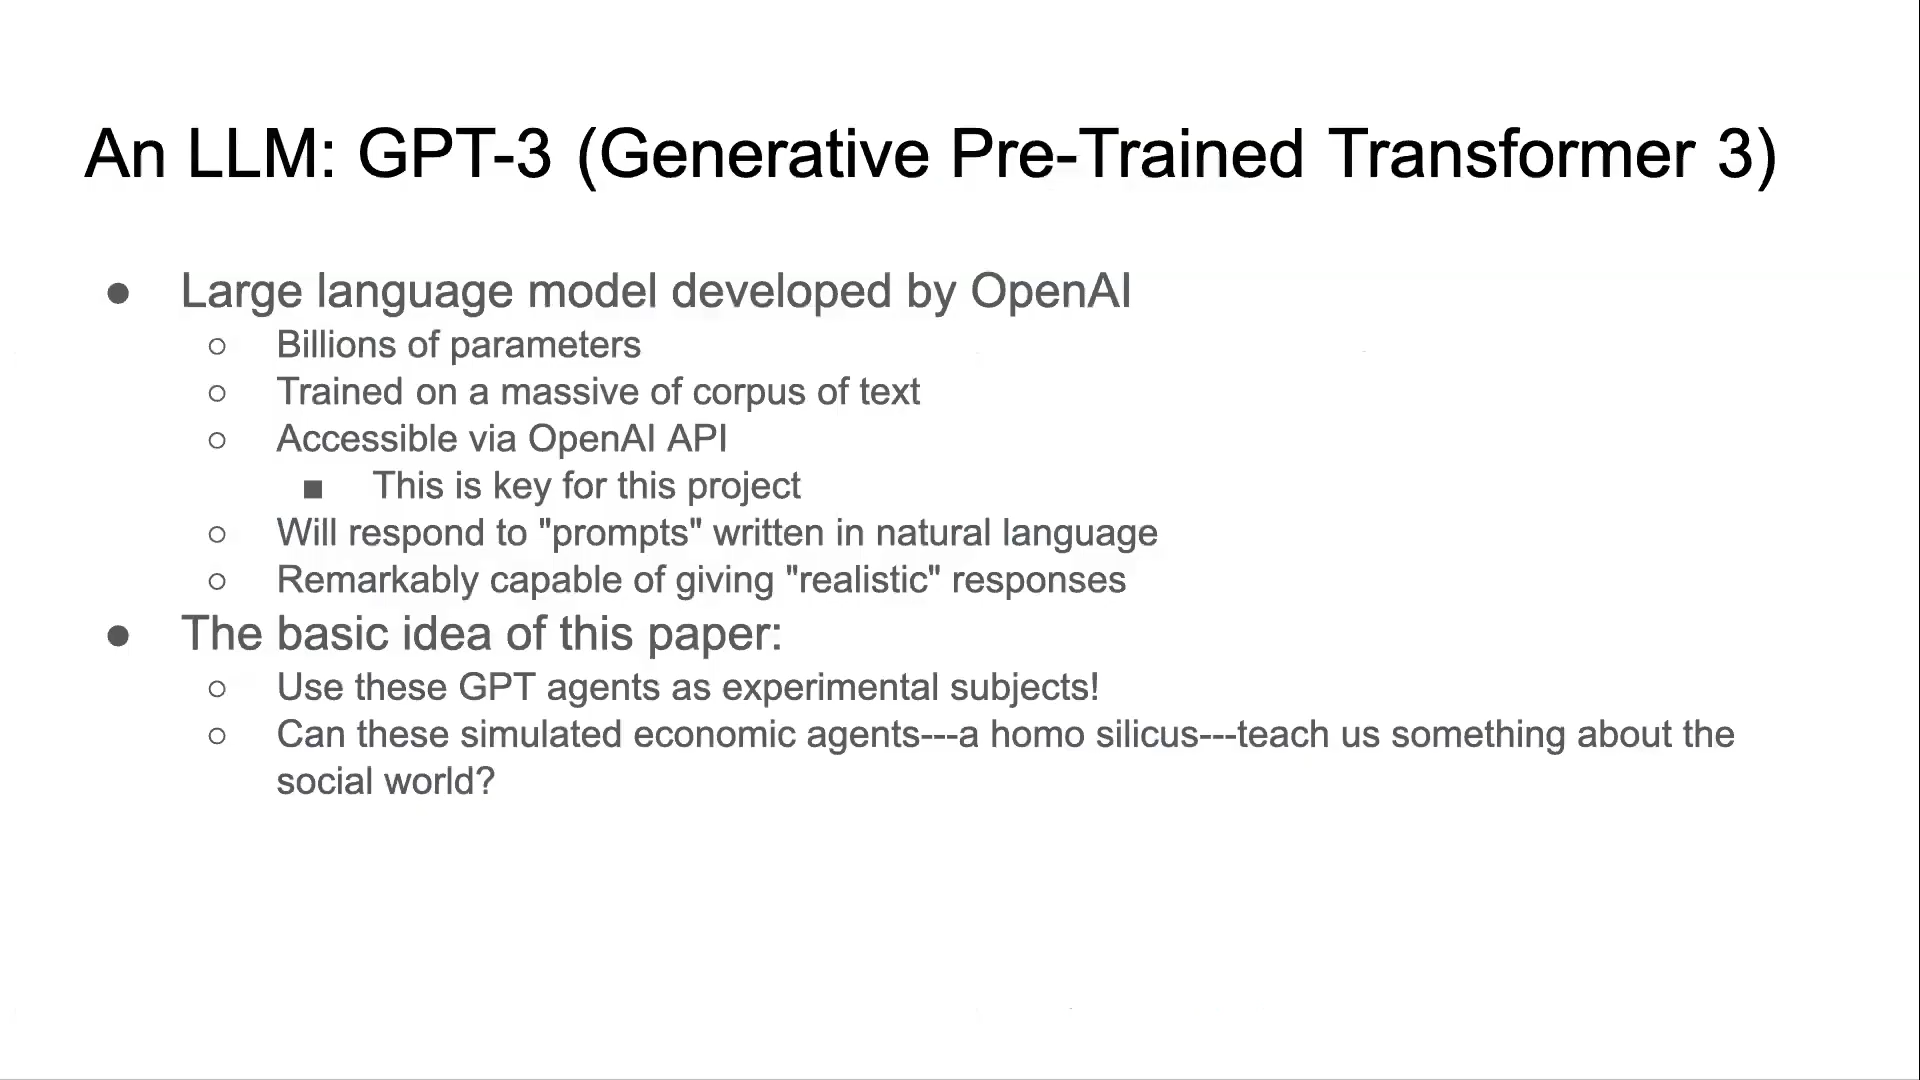 An LLM: GPT-3 (Generative Pre-Trained Transformer 3)
● Large language model developed by OpenAI
○ Billions of parameters
○ Trained on a massive of corpus of text
○ Accessible via OpenAI API
■ This is key for this project
○ Will respond to "prompts" written in natural language
○ Remarkably capable of giving "realistic" responses
● The basic idea of this paper:
○ Use these GPT agents as experimental subjects!
○ Can these simulated economic agents---a homo silicus---teach us something about the
social world?